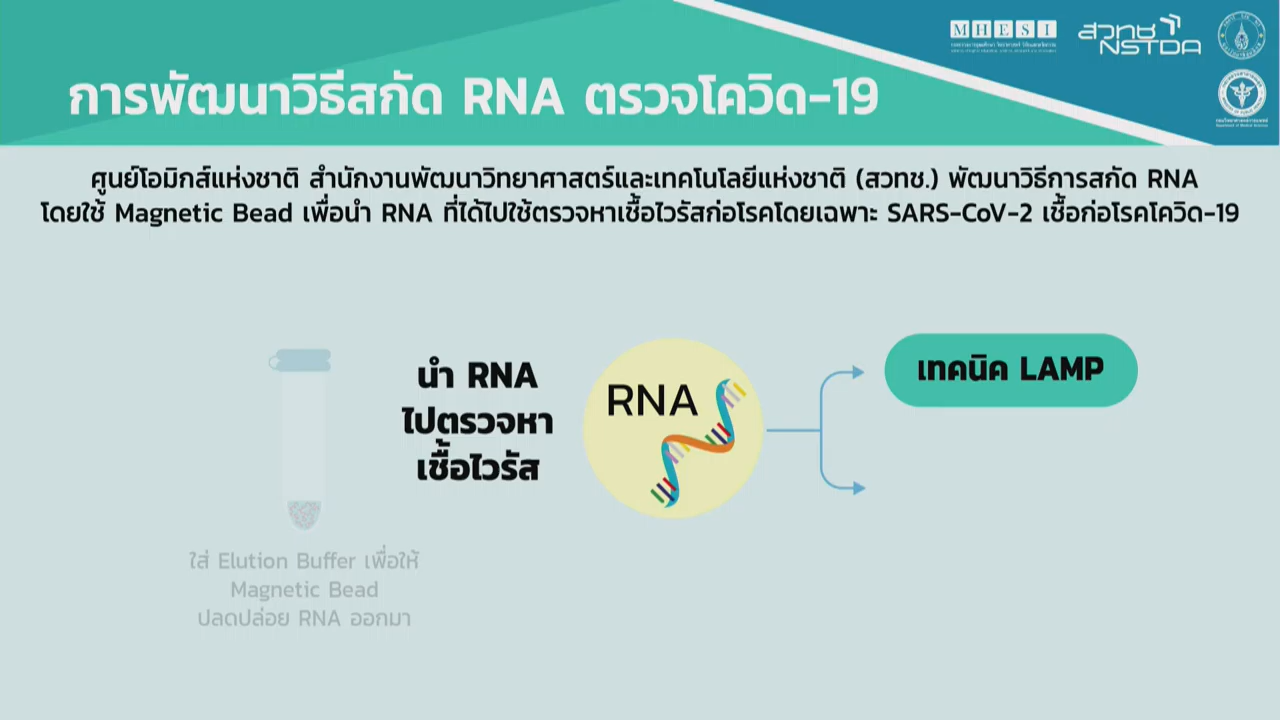 MHESI
สวทช
NSTDA
การพัฒนาวิธีสกัด RNA ตรวจโควิด-19
ศูนย์โอมิกส์แห่งชาติ สำนักงานพัฒนาวิทยาศาสตร์และเทคโนโลยีแห่งชาติ (สวทช.) พัฒนาวิธีการสกัด RNA
โดยใช้ Magnetic Bead เพื่อนำ RNA ที่ได้ไปใช้ตรวจหาเชื้อไวรัสก่อโรคโดยเฉพาะ SARS-CoV-2 เชื้อก่อโรคโควิด-19
นำ RNA
ไปตรวจหา
เชื้อไวรัส
RNA
เทคนิค LAMP
ใส่ Elution Buffer เพื่อให้
Magnetic Bead
ปลดปล่อย RNA ออกมา